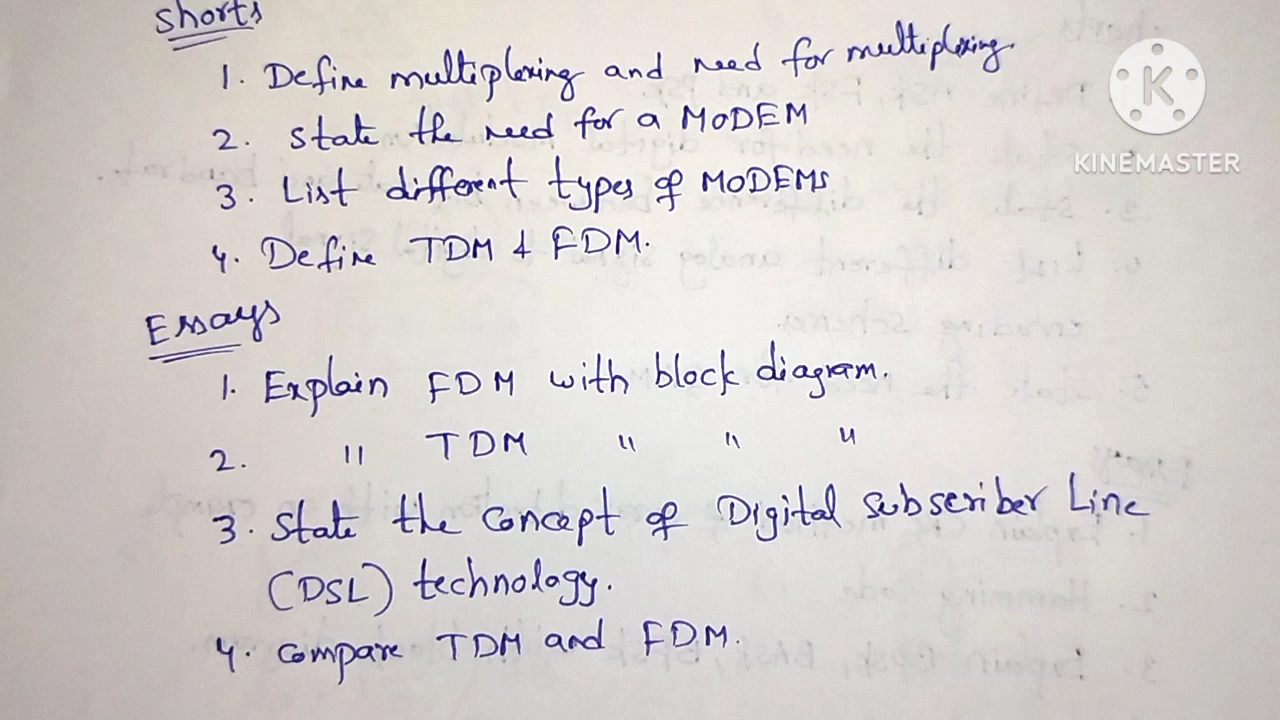 Shorts
1. Define multiplexing and need for multiplexing.
2. State the need for a MODEM
3. List different types of MODEMS
4. Define TDM & FDM.
Essays
1. Explain FDM with block diagram.
2. " TDM " " "
3. State the concept of Digital Subscriber Line
(DSL) technology.
4. Compare TDM and FDM.
K
KINEMASTER